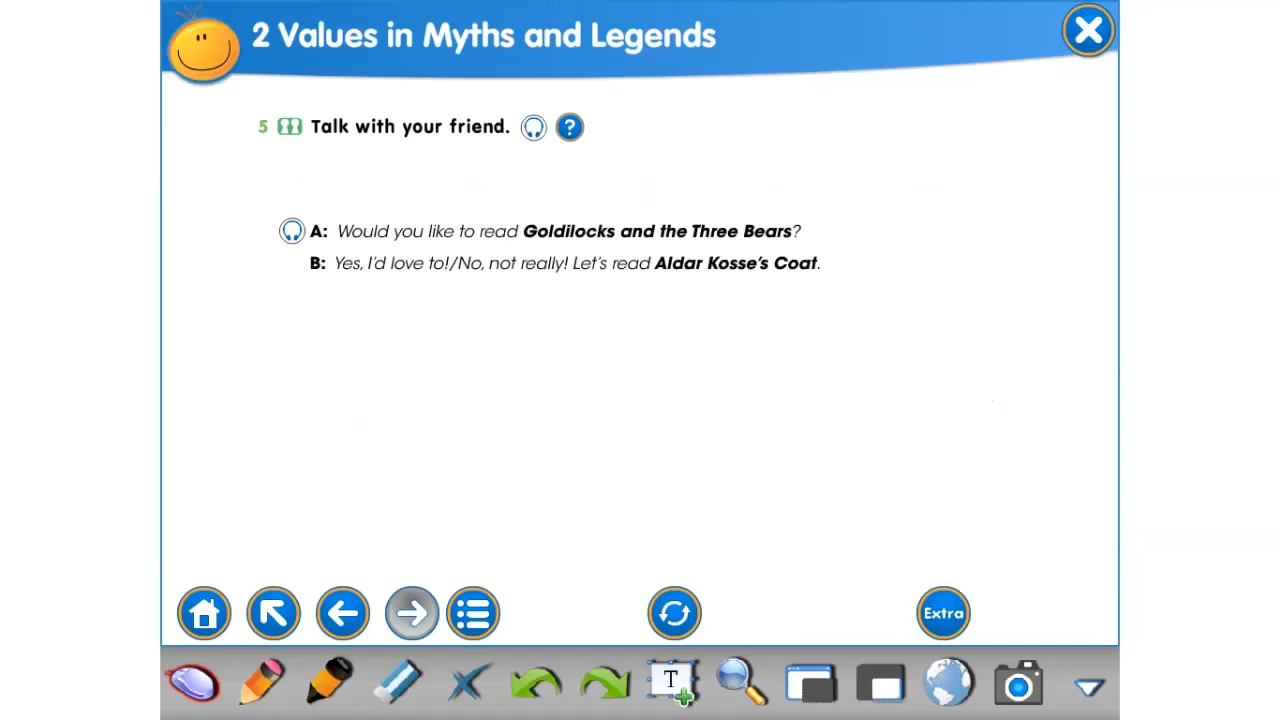 2 Values in Myths and Legends
5 Talk with your friend. ?
A: Would you like to read Goldilocks and the Three Bears?
B: Yes, I'd love to!/No, not really! Let's read Aldar Kosse's Coat.
Extra
T